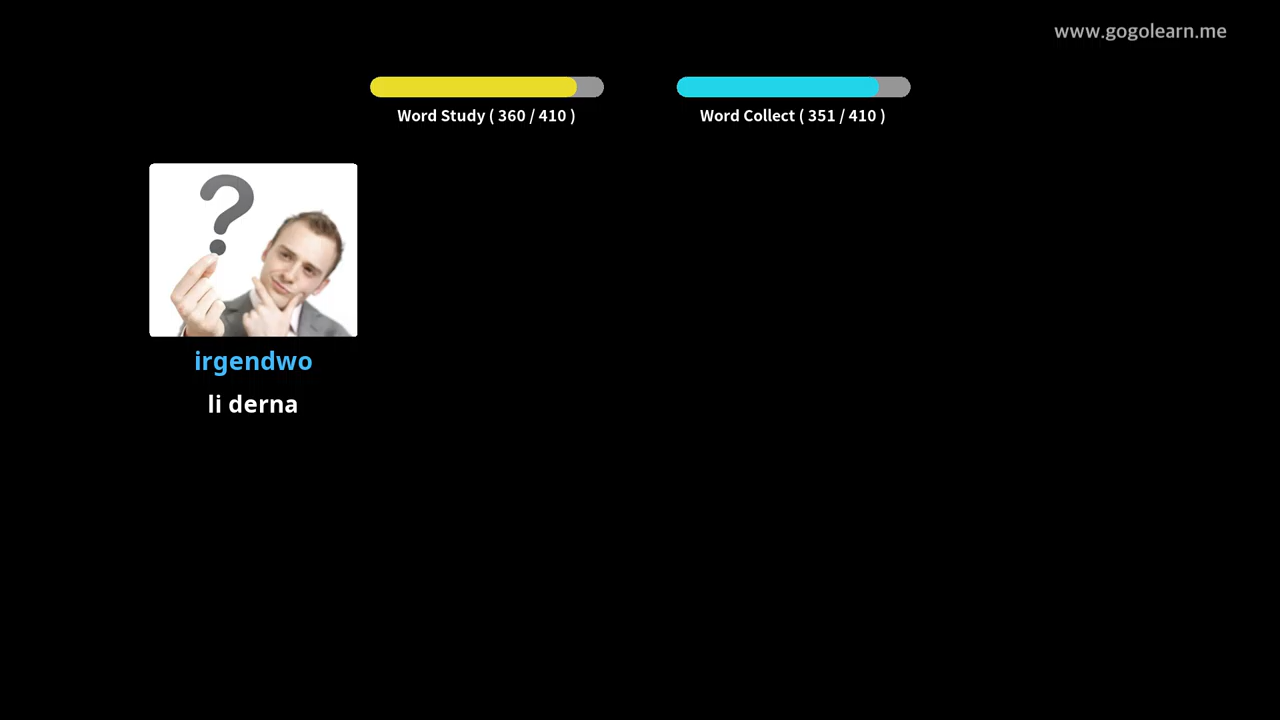 www.gogolearn.me
Word Study ( 360 / 410 )
Word Collect ( 351 / 410 )
?
irgendwo
li derna